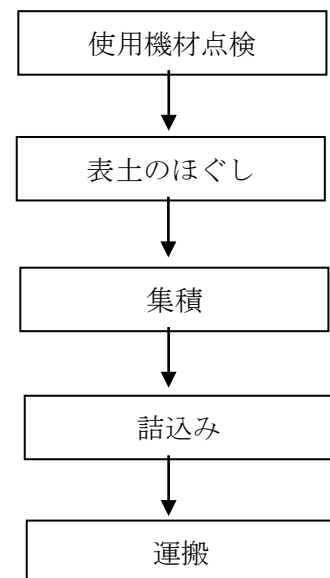 使用機材点検
表土のほぐし
集積
詰込み
運搬